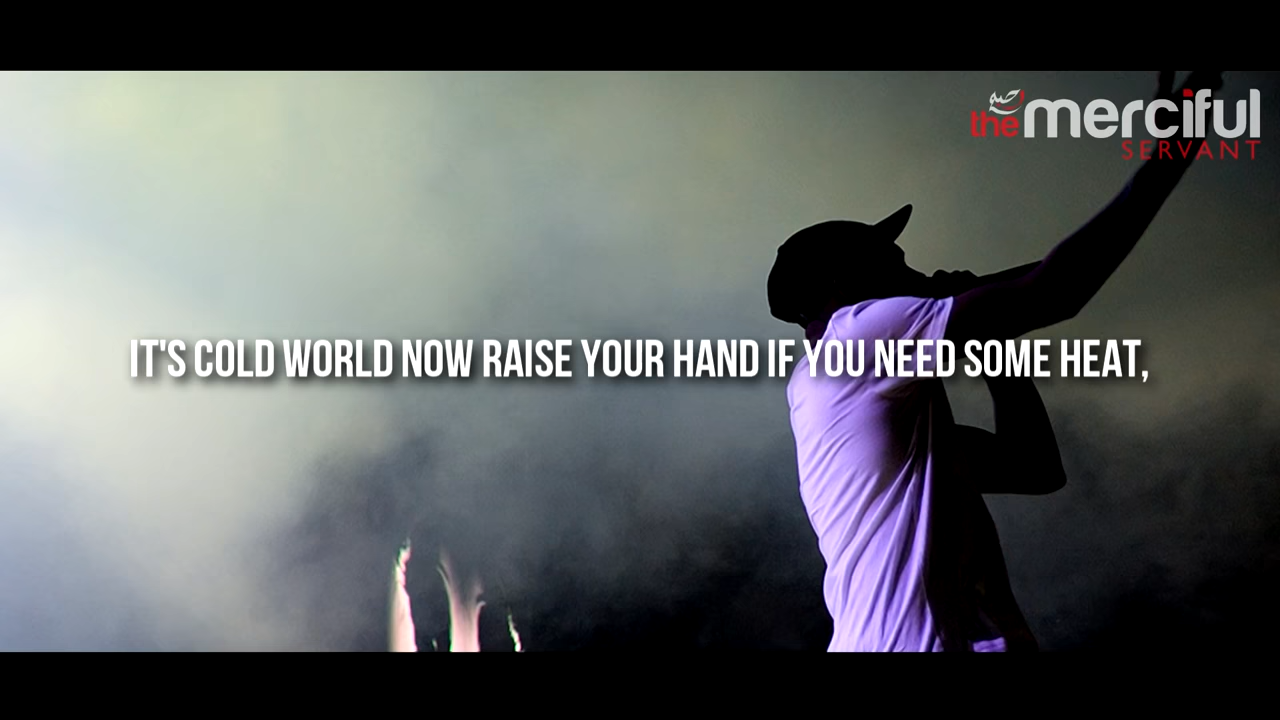 the merciful
SERVANT
IT'S COLD WORLD NOW RAISE YOUR HAND IF YOU NEED SOME HEAT,